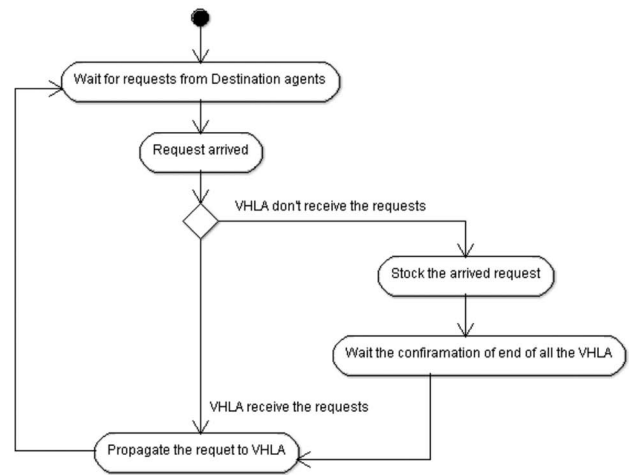 Wait for requests from Destination agents
Request arrived
VHLA don't receive the requests
Stock the arrived request
Wait the confiramation of end of all the VHLA
VHLA receive the requests
Propagate the requet to VHLA